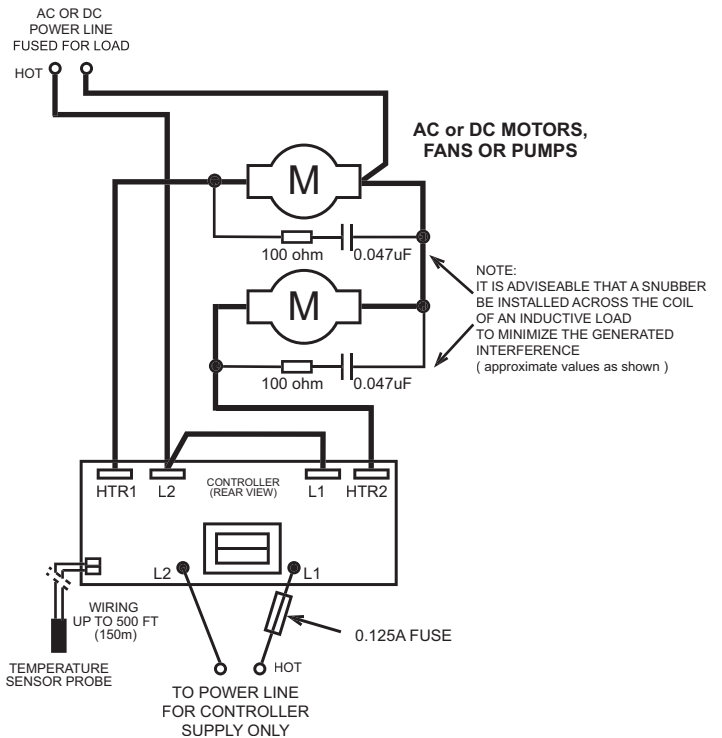 AC OR DC
POWER LINE
FUSED FOR LOAD
HOT
AC or DC MOTORS,
FANS OR PUMPS
M
100 ohm
0.047uF
NOTE:
IT IS ADVISEABLE THAT A SNUBBER
BE INSTALLED ACROSS THE COIL
OF AN INDUCTIVE LOAD
TO MINIMIZE THE GENERATED
INTERFERENCE
( approximate values as shown )
M
100 ohm
0.047uF
HTR1
L2
CONTROLLER
(REAR VIEW)
L1
HTR2
L2
L1
WIRING
UP TO 500 FT
(150m)
0.125A FUSE
TEMPERATURE
SENSOR PROBE
HOT
TO POWER LINE
FOR CONTROLLER
SUPPLY ONLY